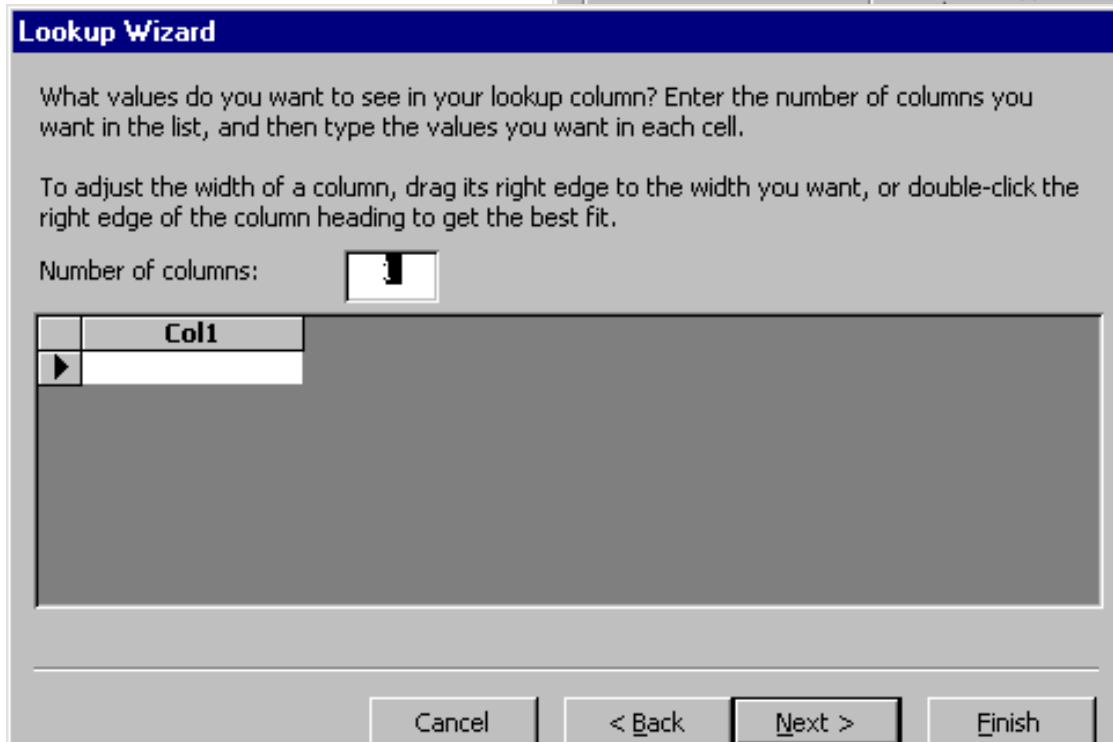 Lookup Wizard
What values do you want to see in your lookup column? Enter the number of columns you
want in the list, and then type the values you want in each cell.
To adjust the width of a column, drag its right edge to the width you want, or double-click the
right edge of the column heading to get the best fit.
Number of columns:
Col1
Cancel
< Back
Next >
Finish